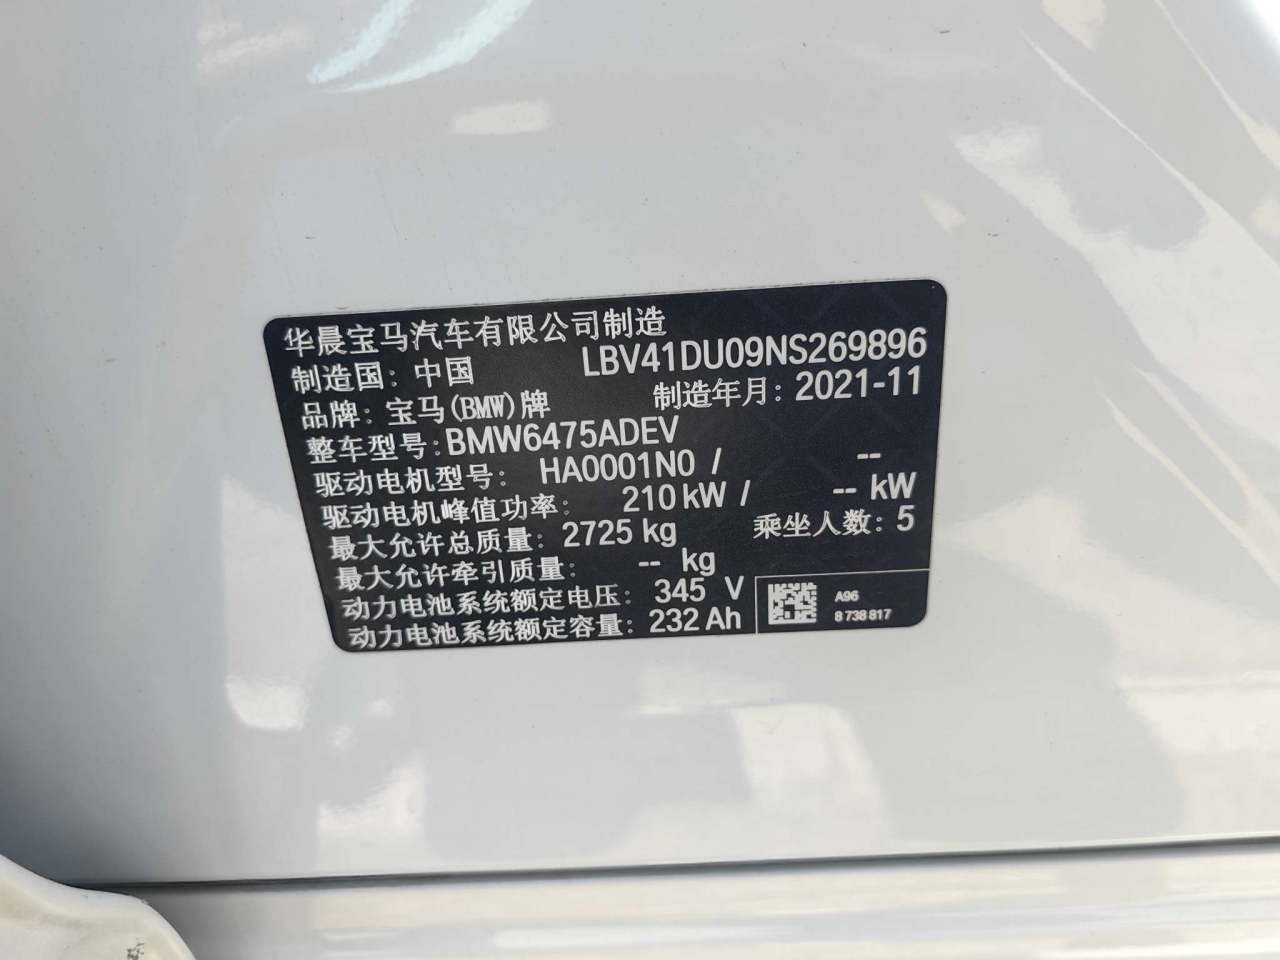 华晨宝马汽车有限公司制造
LBV41DU09NS269896
制造国：中国
制造年月：2021-11
品牌：宝马(BMW)牌
整车型号：BMW6475ADEV
驱动电机型号：HA0001N0 / --
驱动电机峰值功率：210 kW / -- kW
最大允许总质量：2725 kg
乘坐人数：5
最大允许牵引质量：-- kg
动力电池系统额定电压：345 V
动力电池系统额定容量：232 Ah
A96
8 738 817